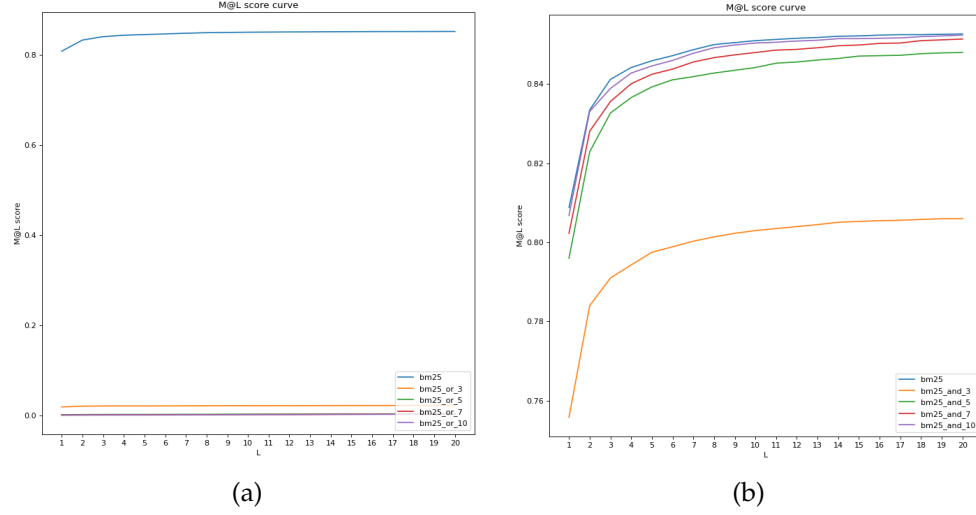 M@L score curve
0.8
0.6
0.4
0.2
0.0
M@L score
1 2 3 4 5 6 7 8 9 10 11 12 13 14 15 16 17 18 19 20
L
bm25
bm25_or_3
bm25_or_5
bm25_or_7
bm25_or_10
(a)
M@L score curve
0.84
0.82
0.80
0.78
0.76
M@L score
1 2 3 4 5 6 7 8 9 10 11 12 13 14 15 16 17 18 19 20
L
bm25
bm25_and_3
bm25_and_5
bm25_and_7
bm25_and_10
(b)